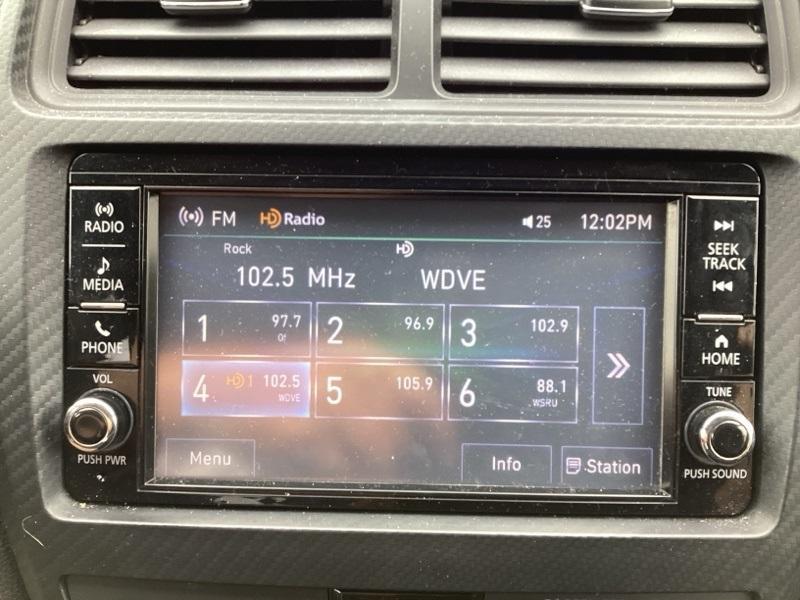 RADIO
MEDIA
PHONE
VOL
PUSH PWR
FM HD Radio 25 12:02PM
Rock HD
102.5 MHz WDVE
1 97.7
2 96.9
3 102.9
4 HD 1 102.5
WDVE
5 105.9
6 88.1
WSRU
Menu Info Station
SEEK
TRACK
HOME
TUNE
PUSH SOUND